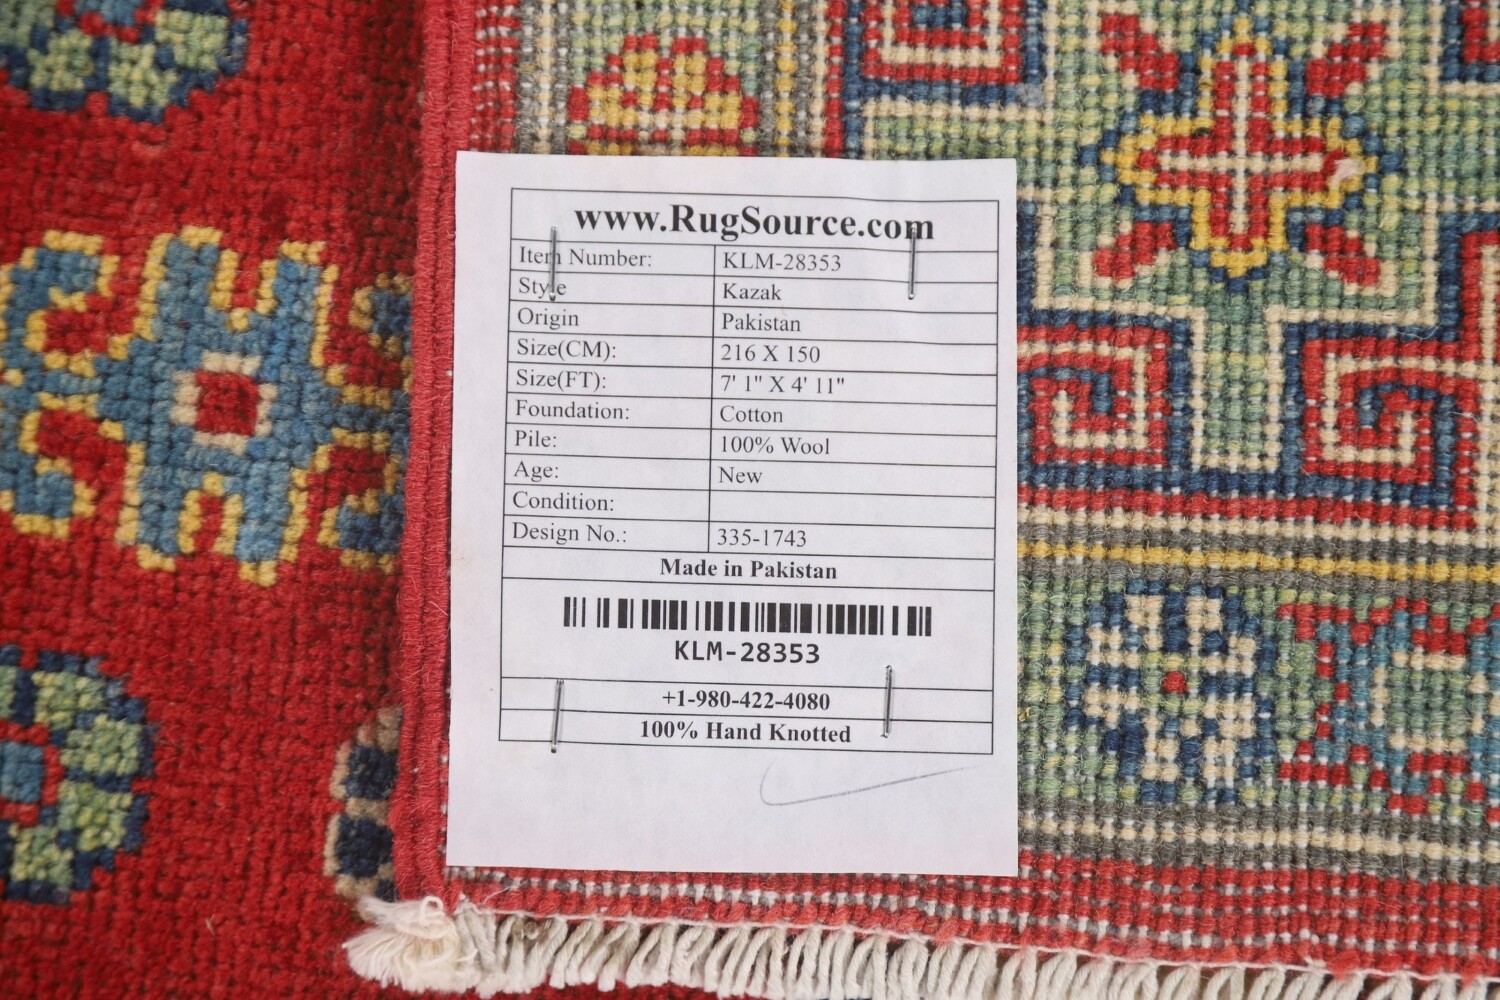 www.RugSource.com
Item Number: KLM-28353
Style Kazak
Origin Pakistan
Size(CM): 216 X 150
Size(FT): 7' 1" X 4' 11"
Foundation: Cotton
Pile: 100% Wool
Age: New
Condition:
Design No.: 335-1743
Made in Pakistan
KLM-28353
+1-980-422-4080
100% Hand Knotted